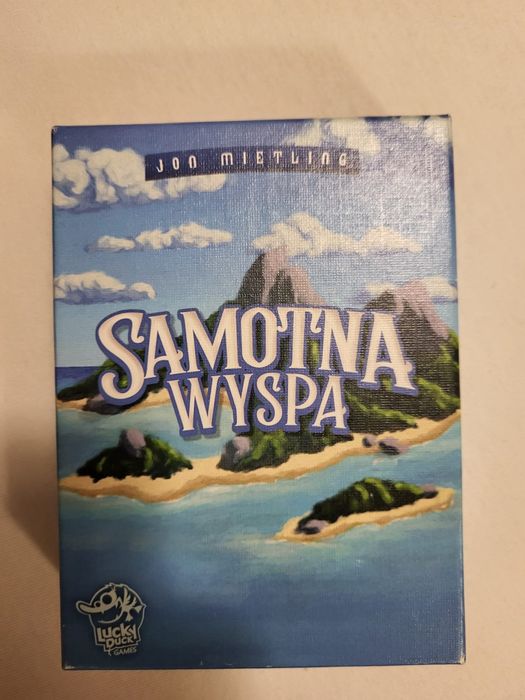 JON MIETLING
SAMOTNA
WYSPA
LUCKY
DUCK
GAMES